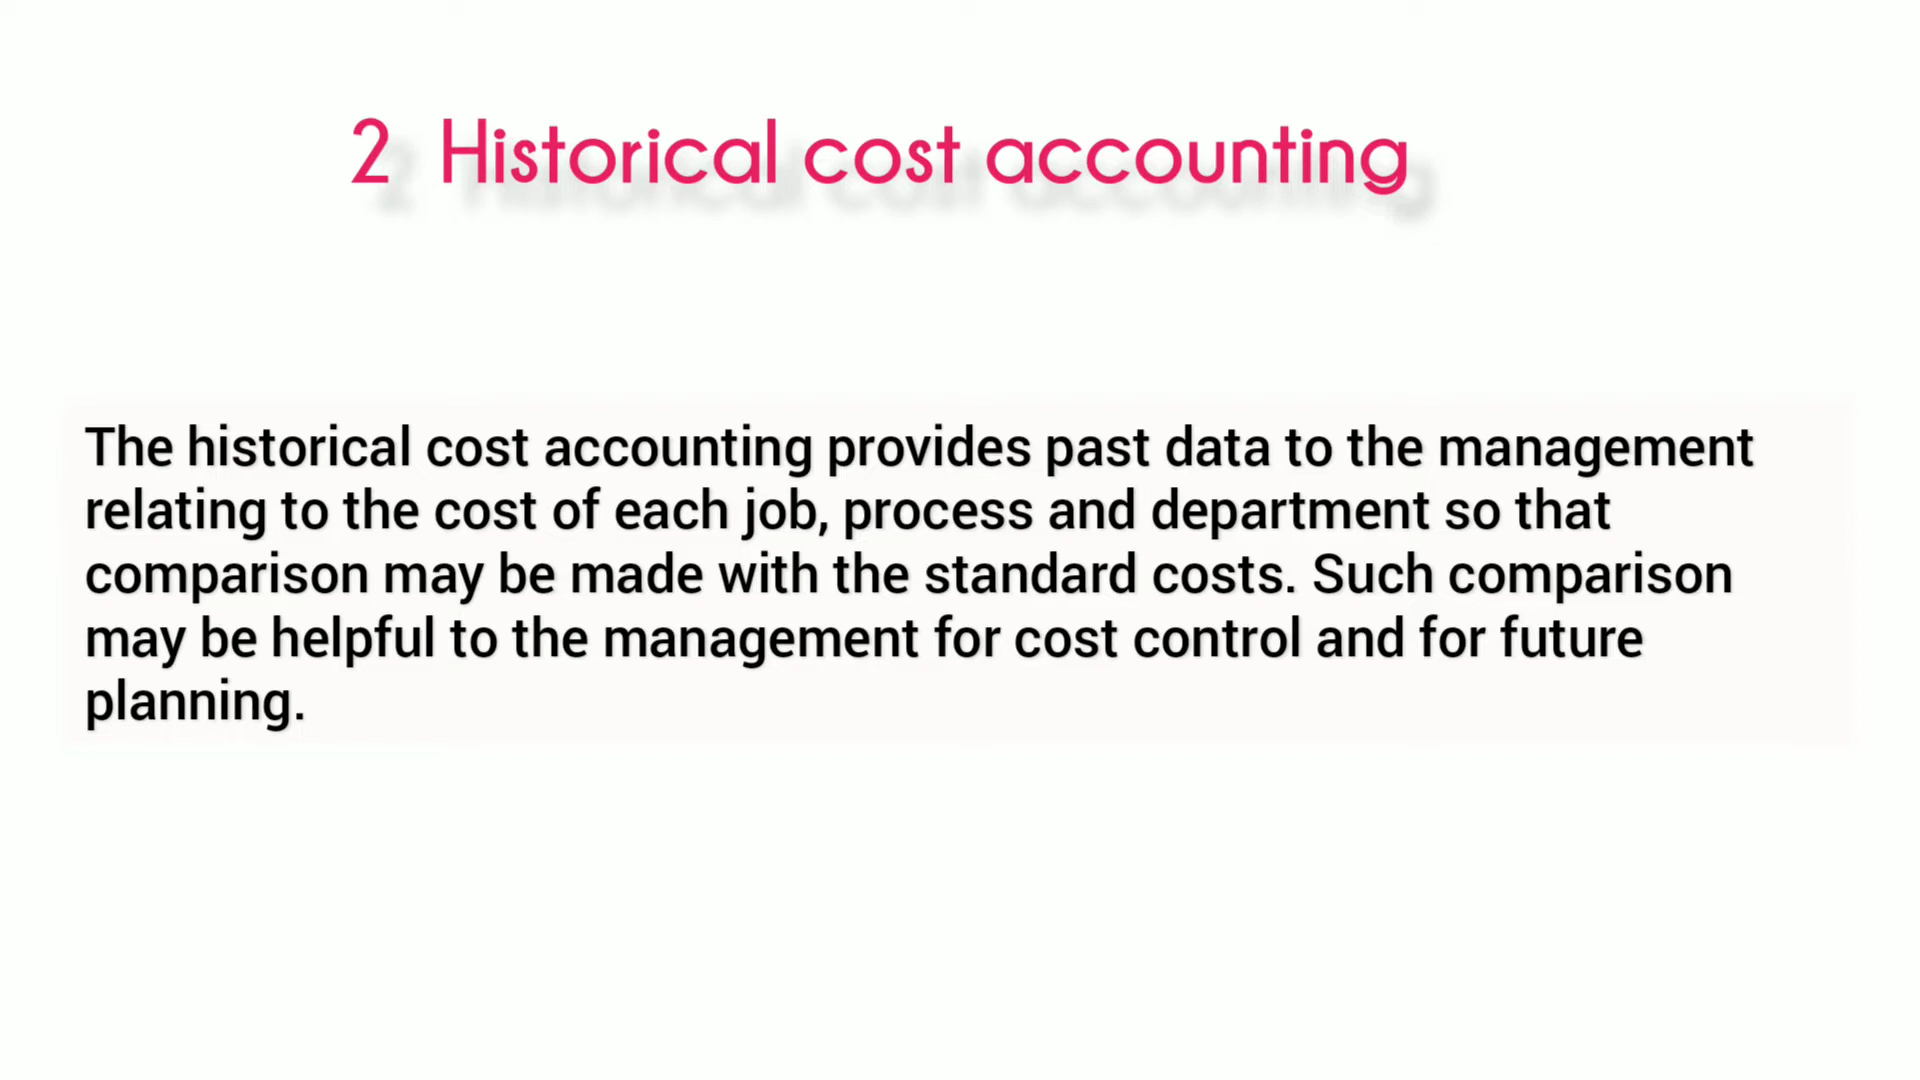 2 Historical cost accounting
The historical cost accounting provides past data to the management
relating to the cost of each job, process and department so that
comparison may be made with the standard costs. Such comparison
may be helpful to the management for cost control and for future
planning.